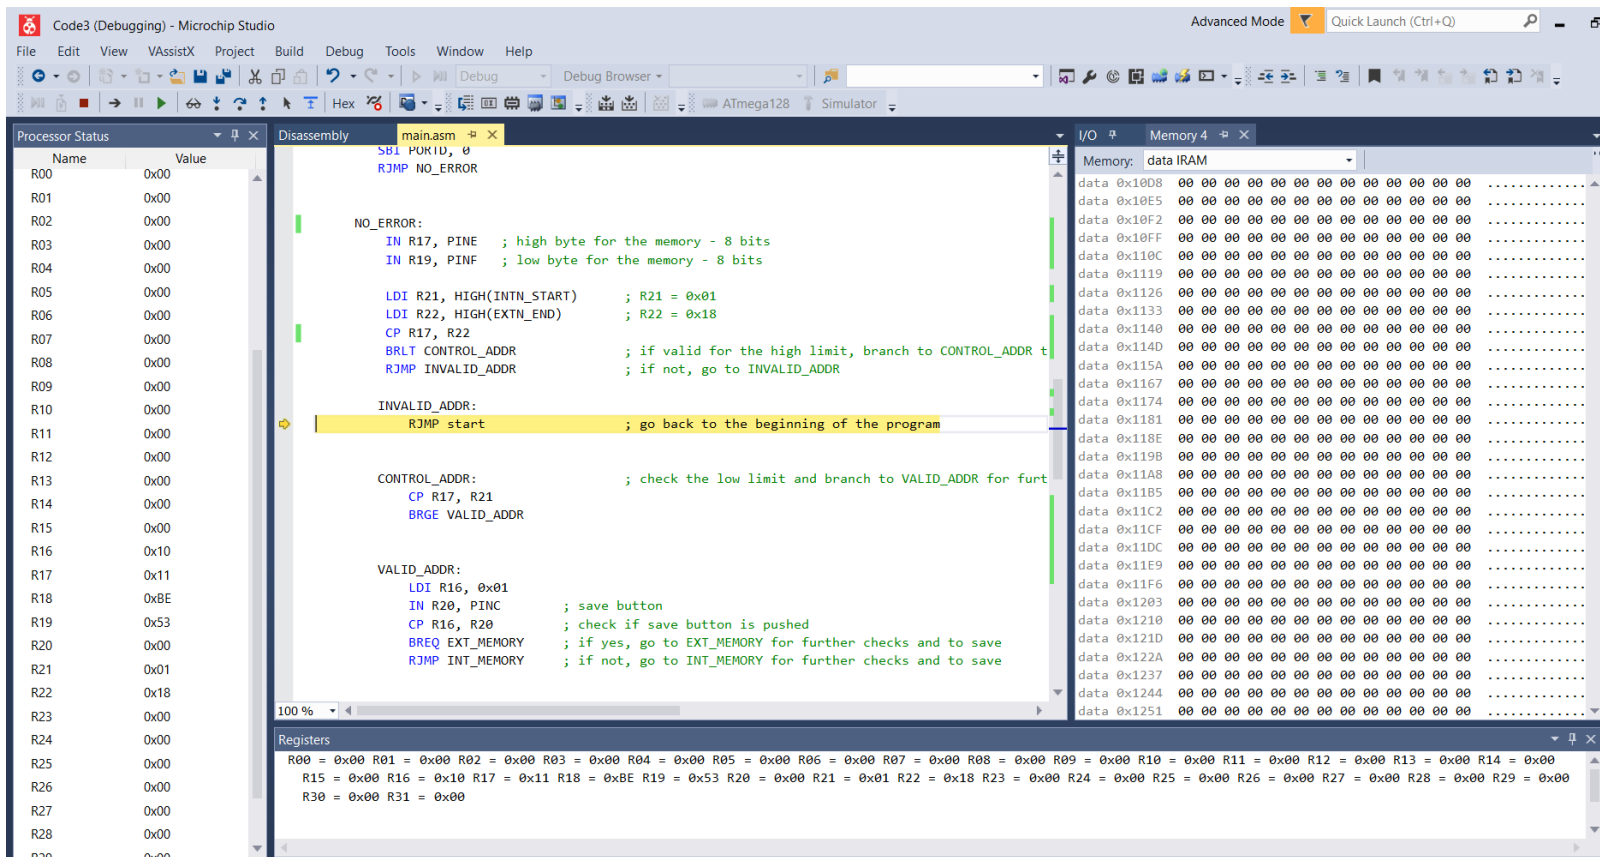 Code3 (Debugging) - Microchip Studio
Advanced Mode
Quick Launch (Ctrl+Q)
File Edit View VAssistX Project Build Debug Tools Window Help
Debug Debug Browser
Hex ATmega128 Simulator
Processor Status
Name Value
R00 0x00
R01 0x00
R02 0x00
R03 0x00
R04 0x00
R05 0x00
R06 0x00
R07 0x00
R08 0x00
R09 0x00
R10 0x00
R11 0x00
R12 0x00
R13 0x00
R14 0x00
R15 0x00
R16 0x10
R17 0x11
R18 0xBE
R19 0x53
R20 0x00
R21 0x01
R22 0x18
R23 0x00
R24 0x00
R25 0x00
R26 0x00
R27 0x00
R28 0x00
R29 0x00
Disassembly main.asm
SBI PORTD, 0
RJMP NO_ERROR
NO_ERROR:
IN R17, PINE ; high byte for the memory - 8 bits
IN R19, PINF ; low byte for the memory - 8 bits
LDI R21, HIGH(INTN_START) ; R21 = 0x01
LDI R22, HIGH(EXTN_END) ; R22 = 0x18
CP R17, R22
BRLT CONTROL_ADDR ; if valid for the high limit, branch to CONTROL_ADDR t
RJMP INVALID_ADDR ; if not, go to INVALID_ADDR
INVALID_ADDR:
RJMP start ; go back to the beginning of the program
CONTROL_ADDR: ; check the low limit and branch to VALID_ADDR for furt
CP R17, R21
BRGE VALID_ADDR
VALID_ADDR:
LDI R16, 0x01
IN R20, PINC ; save button
CP R16, R20 ; check if save button is pushed
BREQ EXT_MEMORY ; if yes, go to EXT_MEMORY for further checks and to save
RJMP INT_MEMORY ; if not, go to INT_MEMORY for further checks and to save
100 %
I/O Memory 4
Memory: data IRAM
data 0x10D8 00 00 00 00 00 00 00 00 00 00 00 00 00 .............
data 0x10E5 00 00 00 00 00 00 00 00 00 00 00 00 00 .............
data 0x10F2 00 00 00 00 00 00 00 00 00 00 00 00 00 .............
data 0x10FF 00 00 00 00 00 00 00 00 00 00 00 00 00 .............
data 0x110C 00 00 00 00 00 00 00 00 00 00 00 00 00 .............
data 0x1119 00 00 00 00 00 00 00 00 00 00 00 00 00 .............
data 0x1126 00 00 00 00 00 00 00 00 00 00 00 00 00 .............
data 0x1133 00 00 00 00 00 00 00 00 00 00 00 00 00 .............
data 0x1140 00 00 00 00 00 00 00 00 00 00 00 00 00 .............
data 0x114D 00 00 00 00 00 00 00 00 00 00 00 00 00 .............
data 0x115A 00 00 00 00 00 00 00 00 00 00 00 00 00 .............
data 0x1167 00 00 00 00 00 00 00 00 00 00 00 00 00 .............
data 0x1174 00 00 00 00 00 00 00 00 00 00 00 00 00 .............
data 0x1181 00 00 00 00 00 00 00 00 00 00 00 00 00 .............
data 0x118E 00 00 00 00 00 00 00 00 00 00 00 00 00 .............
data 0x119B 00 00 00 00 00 00 00 00 00 00 00 00 00 .............
data 0x11A8 00 00 00 00 00 00 00 00 00 00 00 00 00 .............
data 0x11B5 00 00 00 00 00 00 00 00 00 00 00 00 00 .............
data 0x11C2 00 00 00 00 00 00 00 00 00 00 00 00 00 .............
data 0x11CF 00 00 00 00 00 00 00 00 00 00 00 00 00 .............
data 0x11DC 00 00 00 00 00 00 00 00 00 00 00 00 00 .............
data 0x11E9 00 00 00 00 00 00 00 00 00 00 00 00 00 .............
data 0x11F6 00 00 00 00 00 00 00 00 00 00 00 00 00 .............
data 0x1203 00 00 00 00 00 00 00 00 00 00 00 00 00 .............
data 0x1210 00 00 00 00 00 00 00 00 00 00 00 00 00 .............
data 0x121D 00 00 00 00 00 00 00 00 00 00 00 00 00 .............
data 0x122A 00 00 00 00 00 00 00 00 00 00 00 00 00 .............
data 0x1237 00 00 00 00 00 00 00 00 00 00 00 00 00 .............
data 0x1244 00 00 00 00 00 00 00 00 00 00 00 00 00 .............
data 0x1251 00 00 00 00 00 00 00 00 00 00 00 00 00 .............
Registers
R00 = 0x00 R01 = 0x00 R02 = 0x00 R03 = 0x00 R04 = 0x00 R05 = 0x00 R06 = 0x00 R07 = 0x00 R08 = 0x00 R09 = 0x00 R10 = 0x00 R11 = 0x00 R12 = 0x00 R13 = 0x00 R14 = 0x00
R15 = 0x00 R16 = 0x10 R17 = 0x11 R18 = 0xBE R19 = 0x53 R20 = 0x00 R21 = 0x01 R22 = 0x18 R23 = 0x00 R24 = 0x00 R25 = 0x00 R26 = 0x00 R27 = 0x00 R28 = 0x00 R29 = 0x00
R30 = 0x00 R31 = 0x00